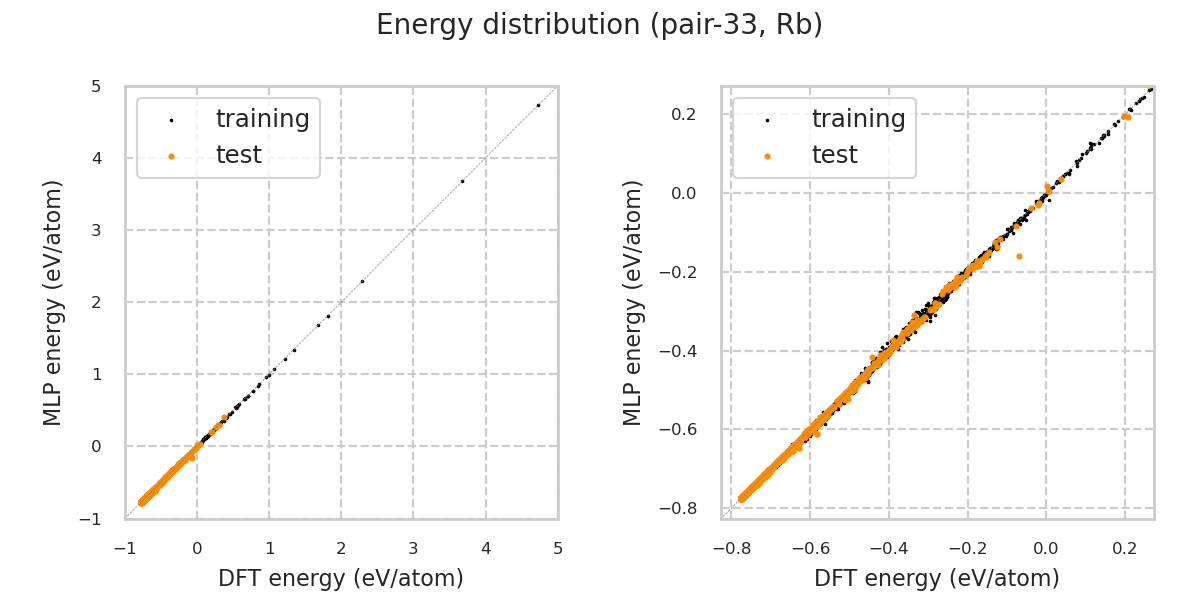 Energy distribution (pair-33, Rb)
training
test
MLP energy (eV/atom)
5
4
3
2
1
0
−1
−1
0
1
2
3
4
5
DFT energy (eV/atom)
training
test
MLP energy (eV/atom)
0.2
0.0
−0.2
−0.4
−0.6
−0.8
−0.8
−0.6
−0.4
−0.2
0.0
0.2
DFT energy (eV/atom)